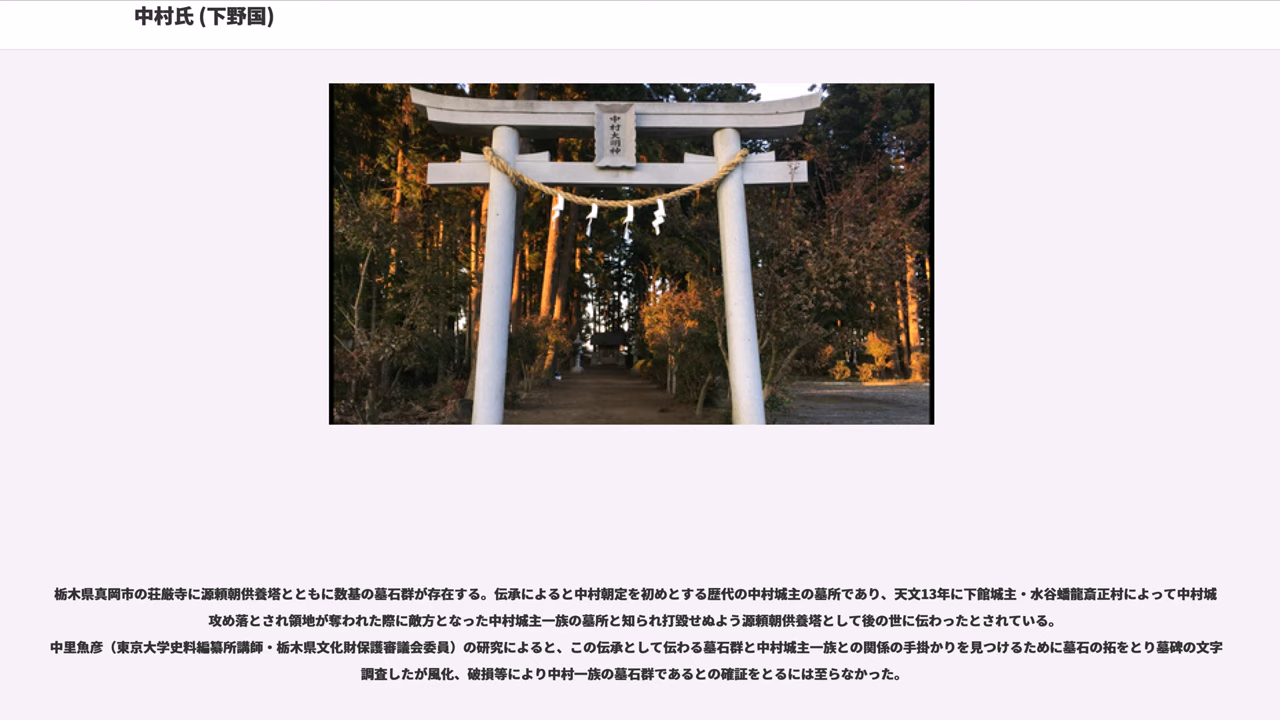 中村氏 (下野国)
中村大明神
栃木県真岡市の荘厳寺に源頼朝供養塔とともに数基の墓石群が存在する。伝承によると中村朝定を初めとする歴代の中村城主の墓所であり、天文13年に下館城主・水谷蟠龍斎正村によって中村城
攻め落とされ領地が奪われた際に敵方となった中村城主一族の墓所と知られ打毀せぬよう源頼朝供養塔として後の世に伝わったとされている。
中里魚彦（東京大学史料編纂所講師・栃木県文化財保護審議会委員）の研究によると、この伝承として伝わる墓石群と中村城主一族との関係の手掛かりを見つけるために墓石の拓をとり墓碑の文字
調査したが風化、破損等により中村一族の墓石群であるとの確証をとるには至らなかった。